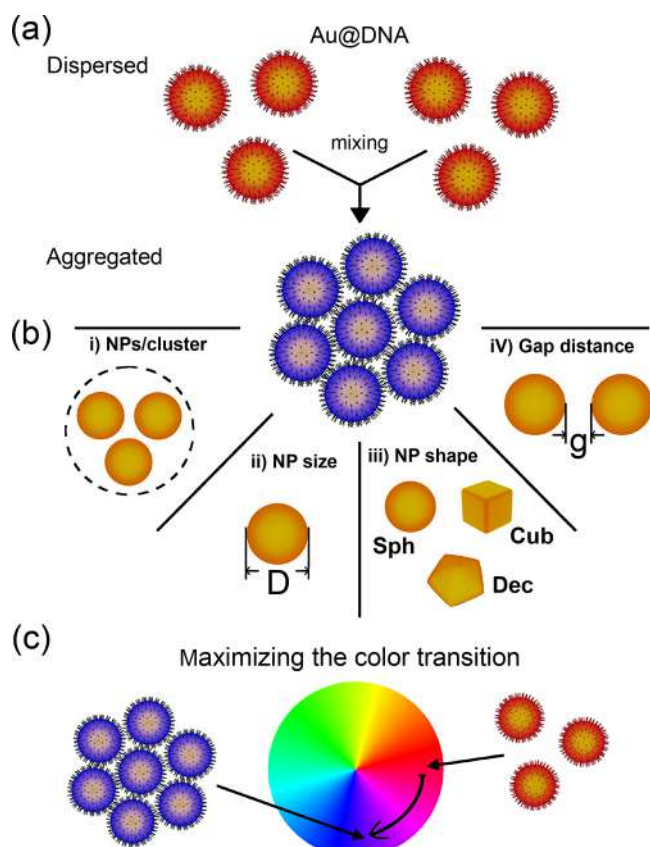 (a)
Au@DNA
Dispersed
mixing
Aggregated
(b)
i) NPs/cluster
iV) Gap distance
g
ii) NP size
D
iii) NP shape
Sph
Cub
Dec
(c)
Maximizing the color transition